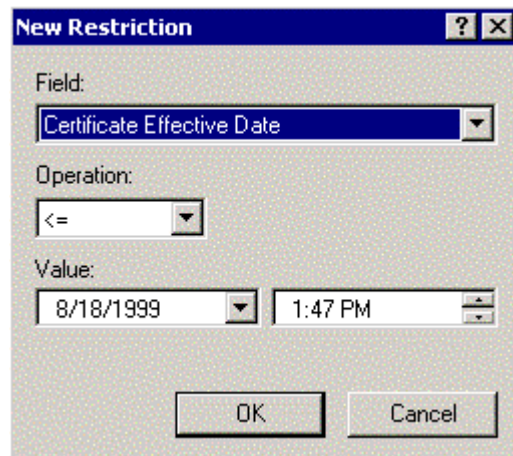 New Restriction
Field:
Certificate Effective Date
Operation:
<=
Value:
8/18/1999 1:47 PM
OK Cancel